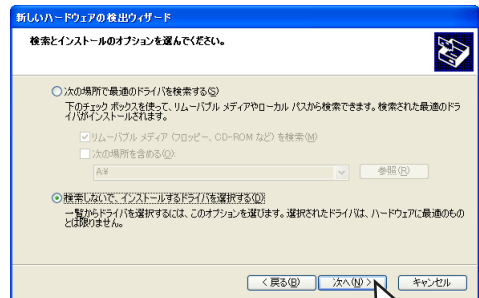 新しいハードウェアの検出ウィザード
検索とインストールのオプションを選んでください。
次の場所で最適のドライバを検索する(S)
下のチェック ボックスを使って、リムーバブル メディアやローカル パスから検索できます。検索された最適のドラ
イバがインストールされます。
リムーバブル メディア (フロッピー、CD-ROM など) を検索(M)
次の場所を含める(O):
A:¥
参照(R)
検索しないで、インストールするドライバを選択する(D)
一覧からドライバを選択するには、このオプションを選びます。選択されたドライバは、ハードウェアに最適のもの
とは限りません。
< 戻る(B)
次へ(N) >
キャンセル